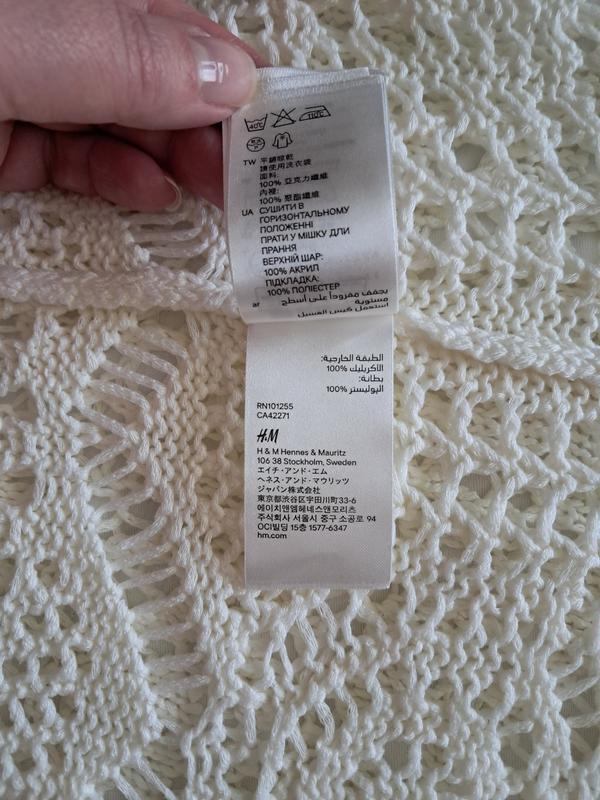 40°C
110°C
TW 平鋪晾乾
請使用洗衣袋
面料:
100% 亞克力纖維
內裡:
100% 聚酯纖維
UA СУШИТИ В
ГОРИЗОНТАЛЬНОМУ
ПОЛОЖЕННІ
ПРАТИ У МІШКУ ДЛИ
ПРАННЯ
ВЕРХНІЙ ШАР:
100% АКРИЛ
ПІДКЛАДКА:
100% ПОЛІЕСТЕР
ar يجفف مفروداً على أسطح
مستوية
استعمل كيس الغسيل
الطبقة الخارجية:
الاكريليك %100
بطانة:
البوليستر %100
RN101255
CA42271
H&M
H & M Hennes & Mauritz
106 38 Stockholm, Sweden
エイチ・アンド・エム
ヘネス・アンド・マウリッツ
ジャパン株式会社
東京都渋谷区宇田川町33-6
에이치앤엠헤네스앤모리츠
주식회사 서울시 중구 소공로 94
OCI빌딩 15층 1577-6347
hm.com